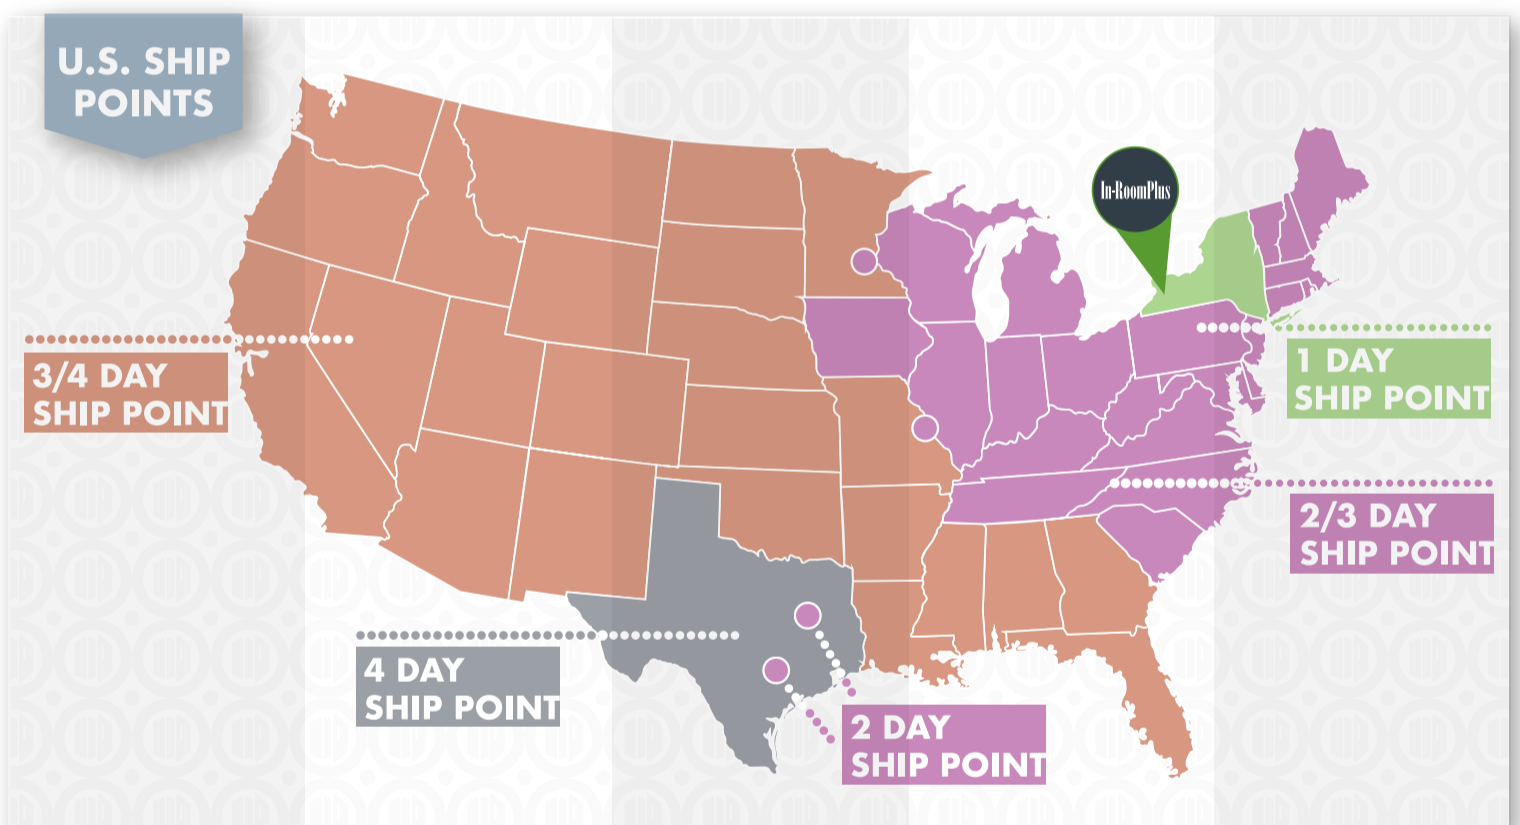 U.S. SHIP
POINTS
In-RoomPlus
3/4 DAY
SHIP POINT
1 DAY
SHIP POINT
2/3 DAY
SHIP POINT
4 DAY
SHIP POINT
2 DAY
SHIP POINT